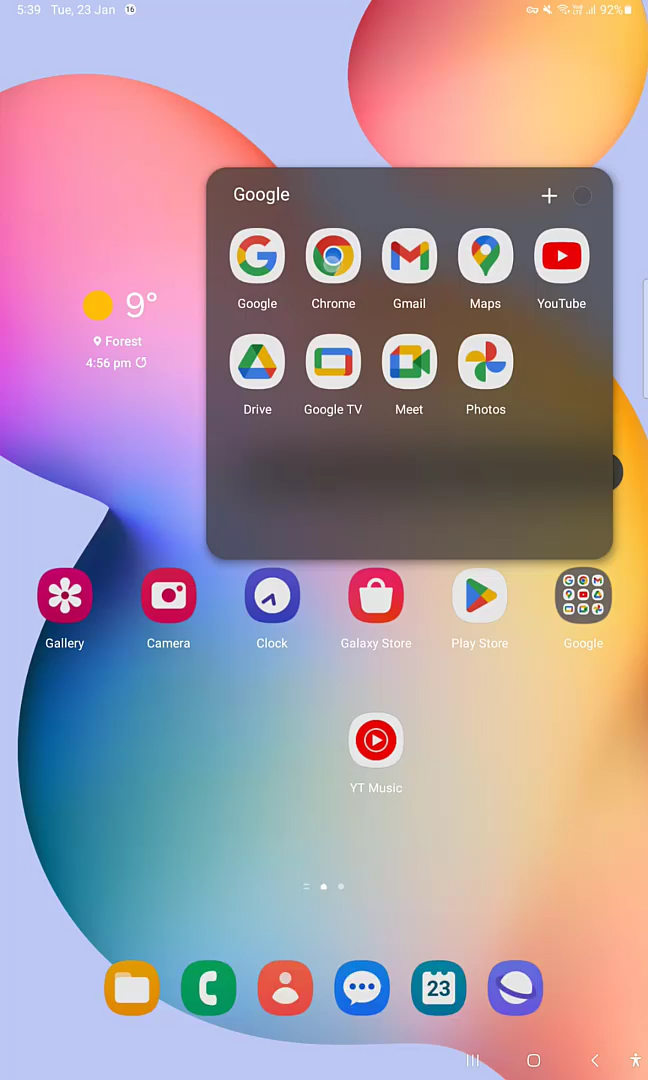 5:39 Tue, 23 Jan 16
92%
Google
Google Chrome Gmail Maps YouTube
9°
Forest
4:56 pm
Drive Google TV Meet Photos
Gallery Camera Clock Galaxy Store Play Store Google
YT Music
23